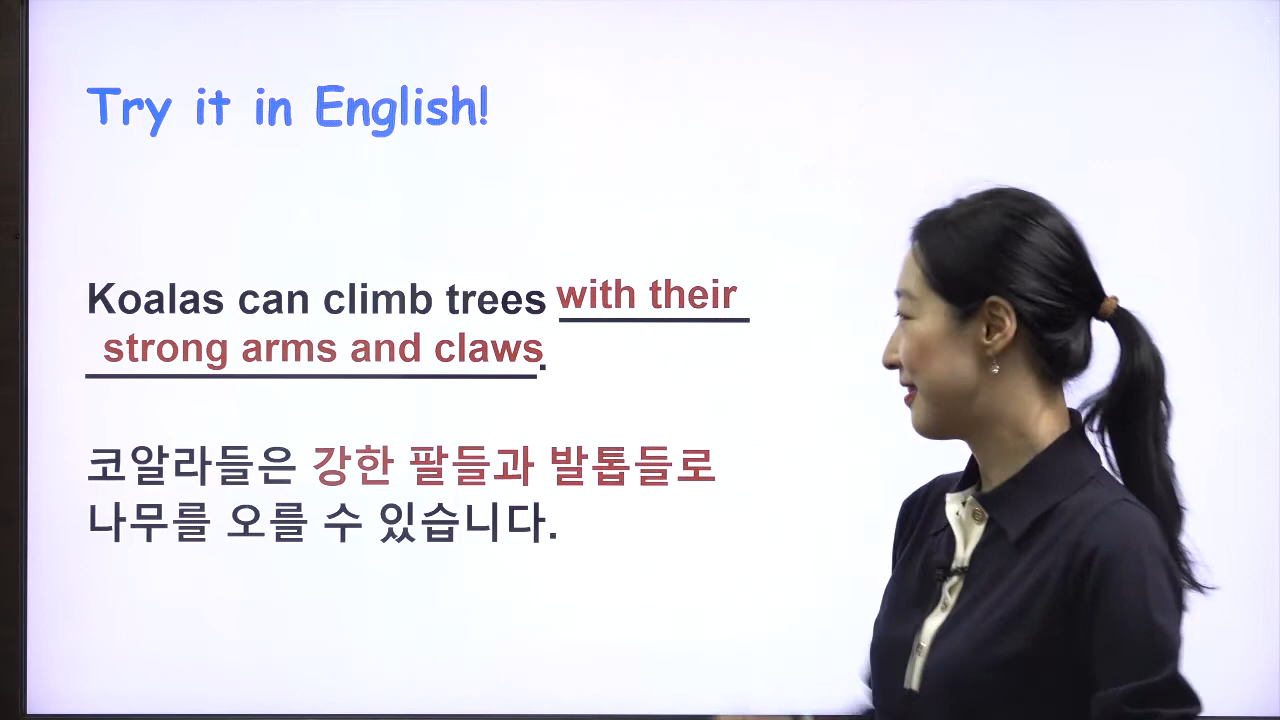 Try it in English!
Koalas can climb trees with their
strong arms and claws.
코알라들은 강한 팔들과 발톱들로
나무를 오를 수 있습니다.